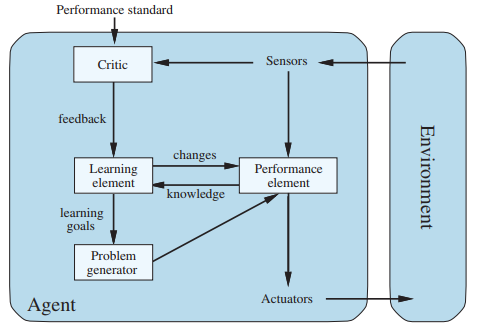 Performance standard
Critic
Sensors
feedback
changes
Learning
element
Performance
element
knowledge
learning
goals
Problem
generator
Agent
Actuators
Environment